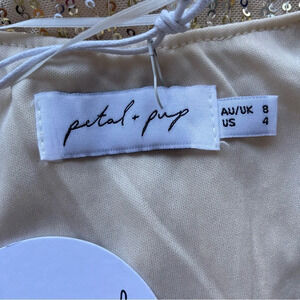 petal + pup
AU/UK 8
US 4